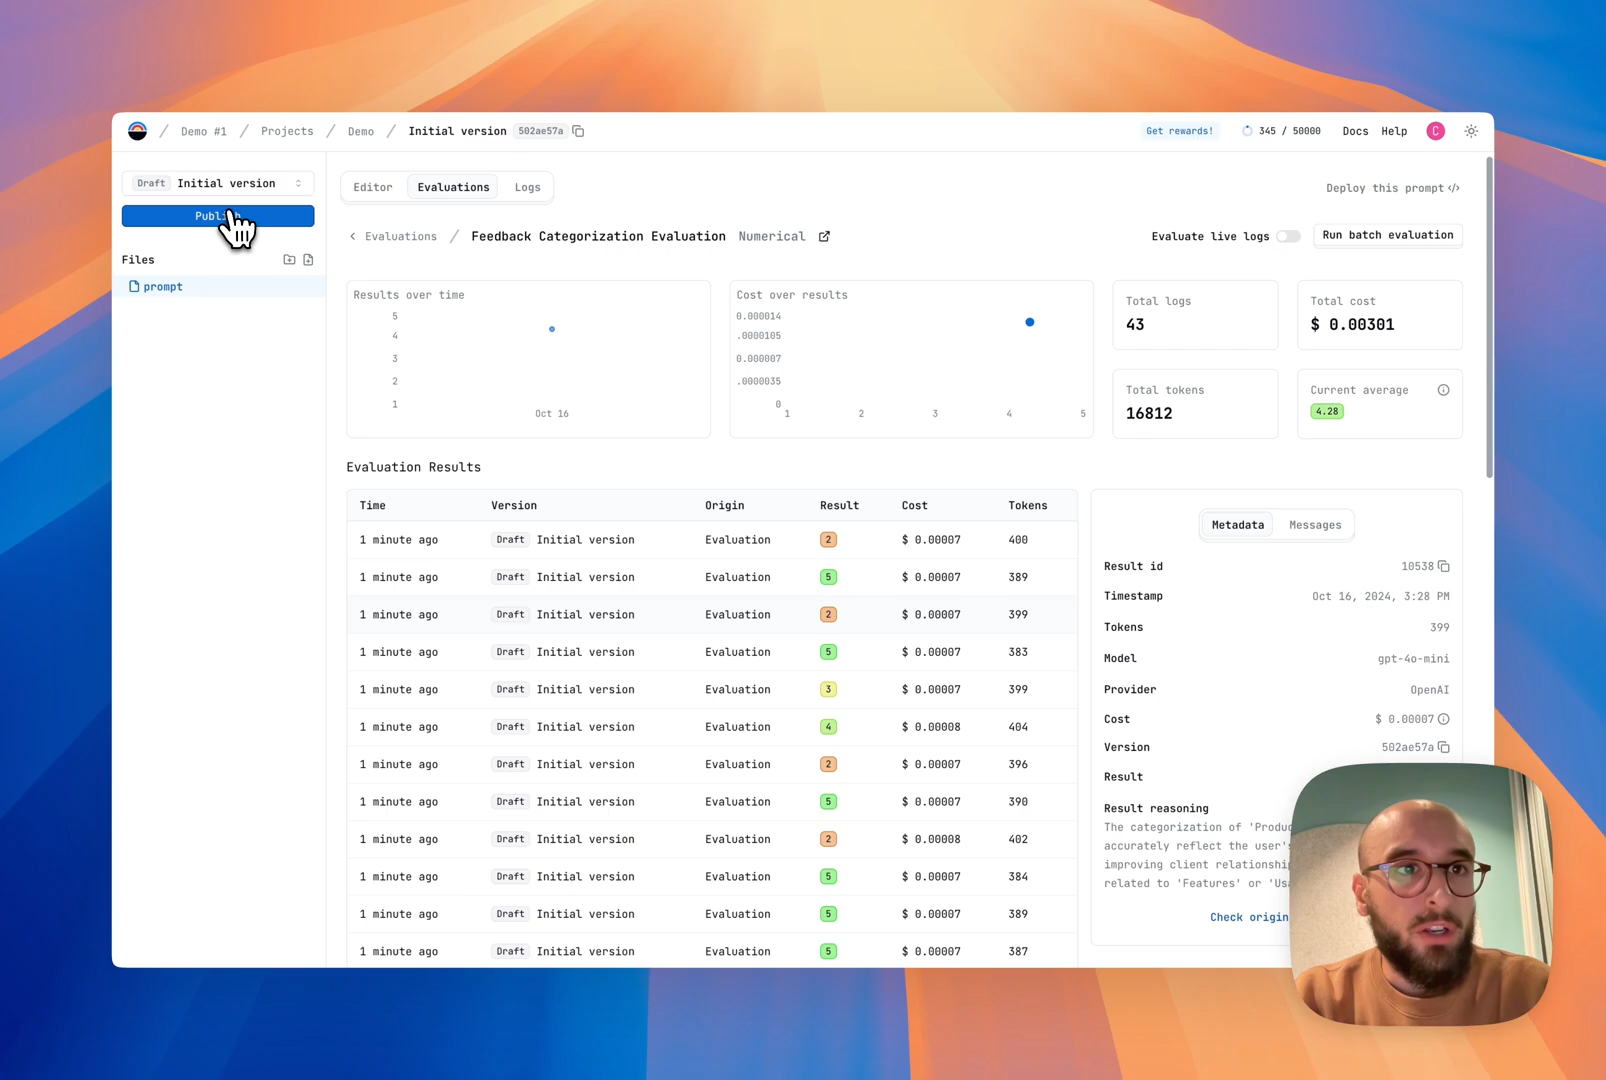 / Demo #1 / Projects / Demo / Initial version 502ae57a
Get rewards! 345 / 50000 Docs Help C
Draft Initial version
Files
prompt
Editor Evaluations Logs
Deploy this prompt </>
< Evaluations / Feedback Categorization Evaluation Numerical
Evaluate live logs Run batch evaluation
Results over time
5
4
3
2
1
Oct 16
Cost over results
0.000014
.0000105
0.000007
.0000035
0
1 2 3 4 5
Total logs
43
Total cost
$ 0.00301
Total tokens
16812
Current average
4.28
Evaluation Results
Time Version Origin Result Cost Tokens
1 minute ago Draft Initial version Evaluation 2 $ 0.00007 400
1 minute ago Draft Initial version Evaluation 5 $ 0.00007 389
1 minute ago Draft Initial version Evaluation 2 $ 0.00007 399
1 minute ago Draft Initial version Evaluation 5 $ 0.00007 383
1 minute ago Draft Initial version Evaluation 3 $ 0.00007 399
1 minute ago Draft Initial version Evaluation 4 $ 0.00008 404
1 minute ago Draft Initial version Evaluation 2 $ 0.00007 396
1 minute ago Draft Initial version Evaluation 5 $ 0.00007 390
1 minute ago Draft Initial version Evaluation 2 $ 0.00008 402
1 minute ago Draft Initial version Evaluation 5 $ 0.00007 384
1 minute ago Draft Initial version Evaluation 5 $ 0.00007 389
1 minute ago Draft Initial version Evaluation 5 $ 0.00007 387
Metadata Messages
Result id 10538
Timestamp Oct 16, 2024, 3:28 PM
Tokens 399
Model gpt-4o-mini
Provider OpenAI
Cost $ 0.00007
Version 502ae57a
Result
Result reasoning
The categorization of
accurately reflect the user's
improving client
related to 'Features' or
Check